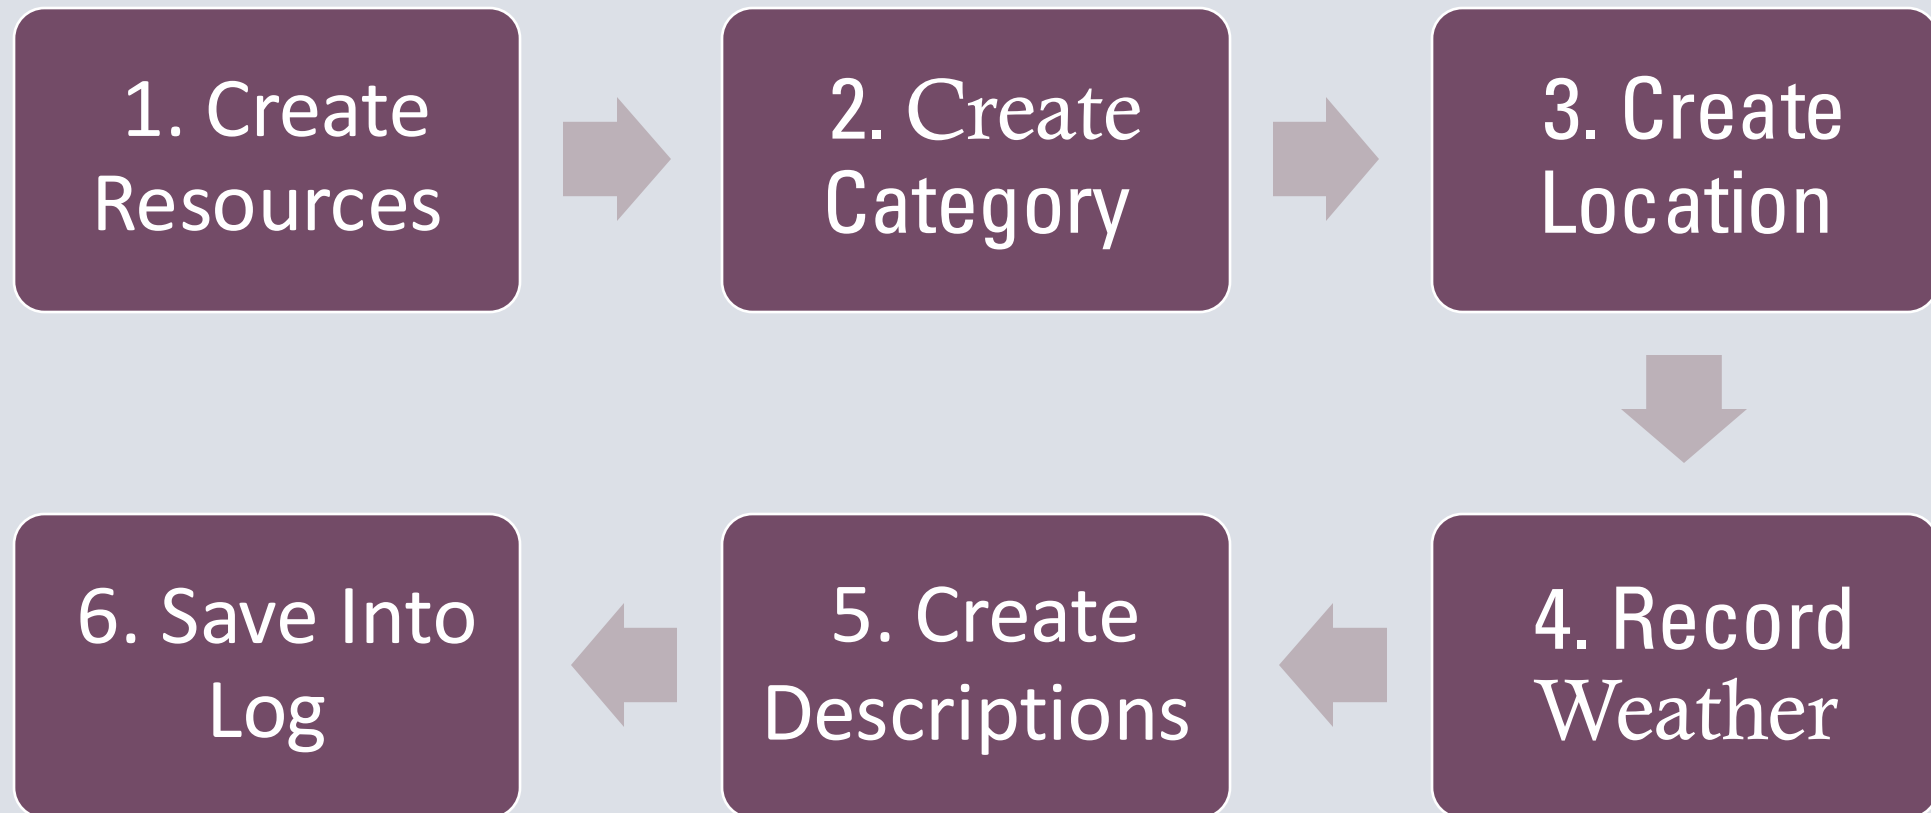 1. Create
Resources
2. Create
Category
3. Create
Location
4. Record
Weather
5. Create
Descriptions
6. Save Into
Log